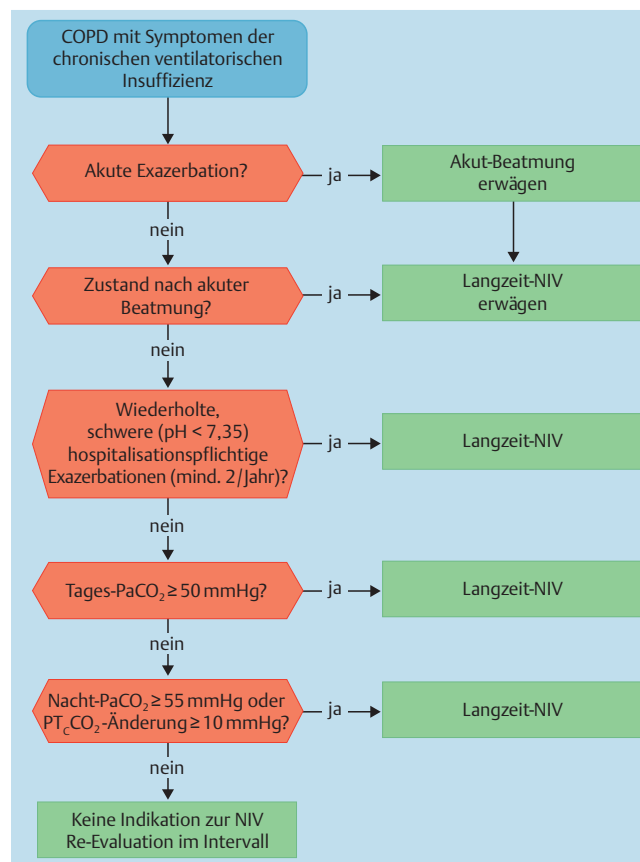 COPD mit Symptomen der
chronischen ventilatorischen
Insuffizienz
Akute Exazerbation?
ja
Akut-Beatmung
erwägen
nein
Zustand nach akuter
Beatmung?
ja
Langzeit-NIV
erwägen
nein
Wiederholte,
schwere (pH < 7,35)
hospitalisationspflichtige
Exazerbationen (mind. 2/Jahr)?
ja
Langzeit-NIV
nein
Tages-PaCO₂ ≥ 50 mmHg?
ja
Langzeit-NIV
nein
Nacht-PaCO₂ ≥ 55 mmHg oder
PTCCO₂-Änderung ≥ 10 mmHg?
ja
Langzeit-NIV
nein
Keine Indikation zur NIV
Re-Evaluation im Intervall